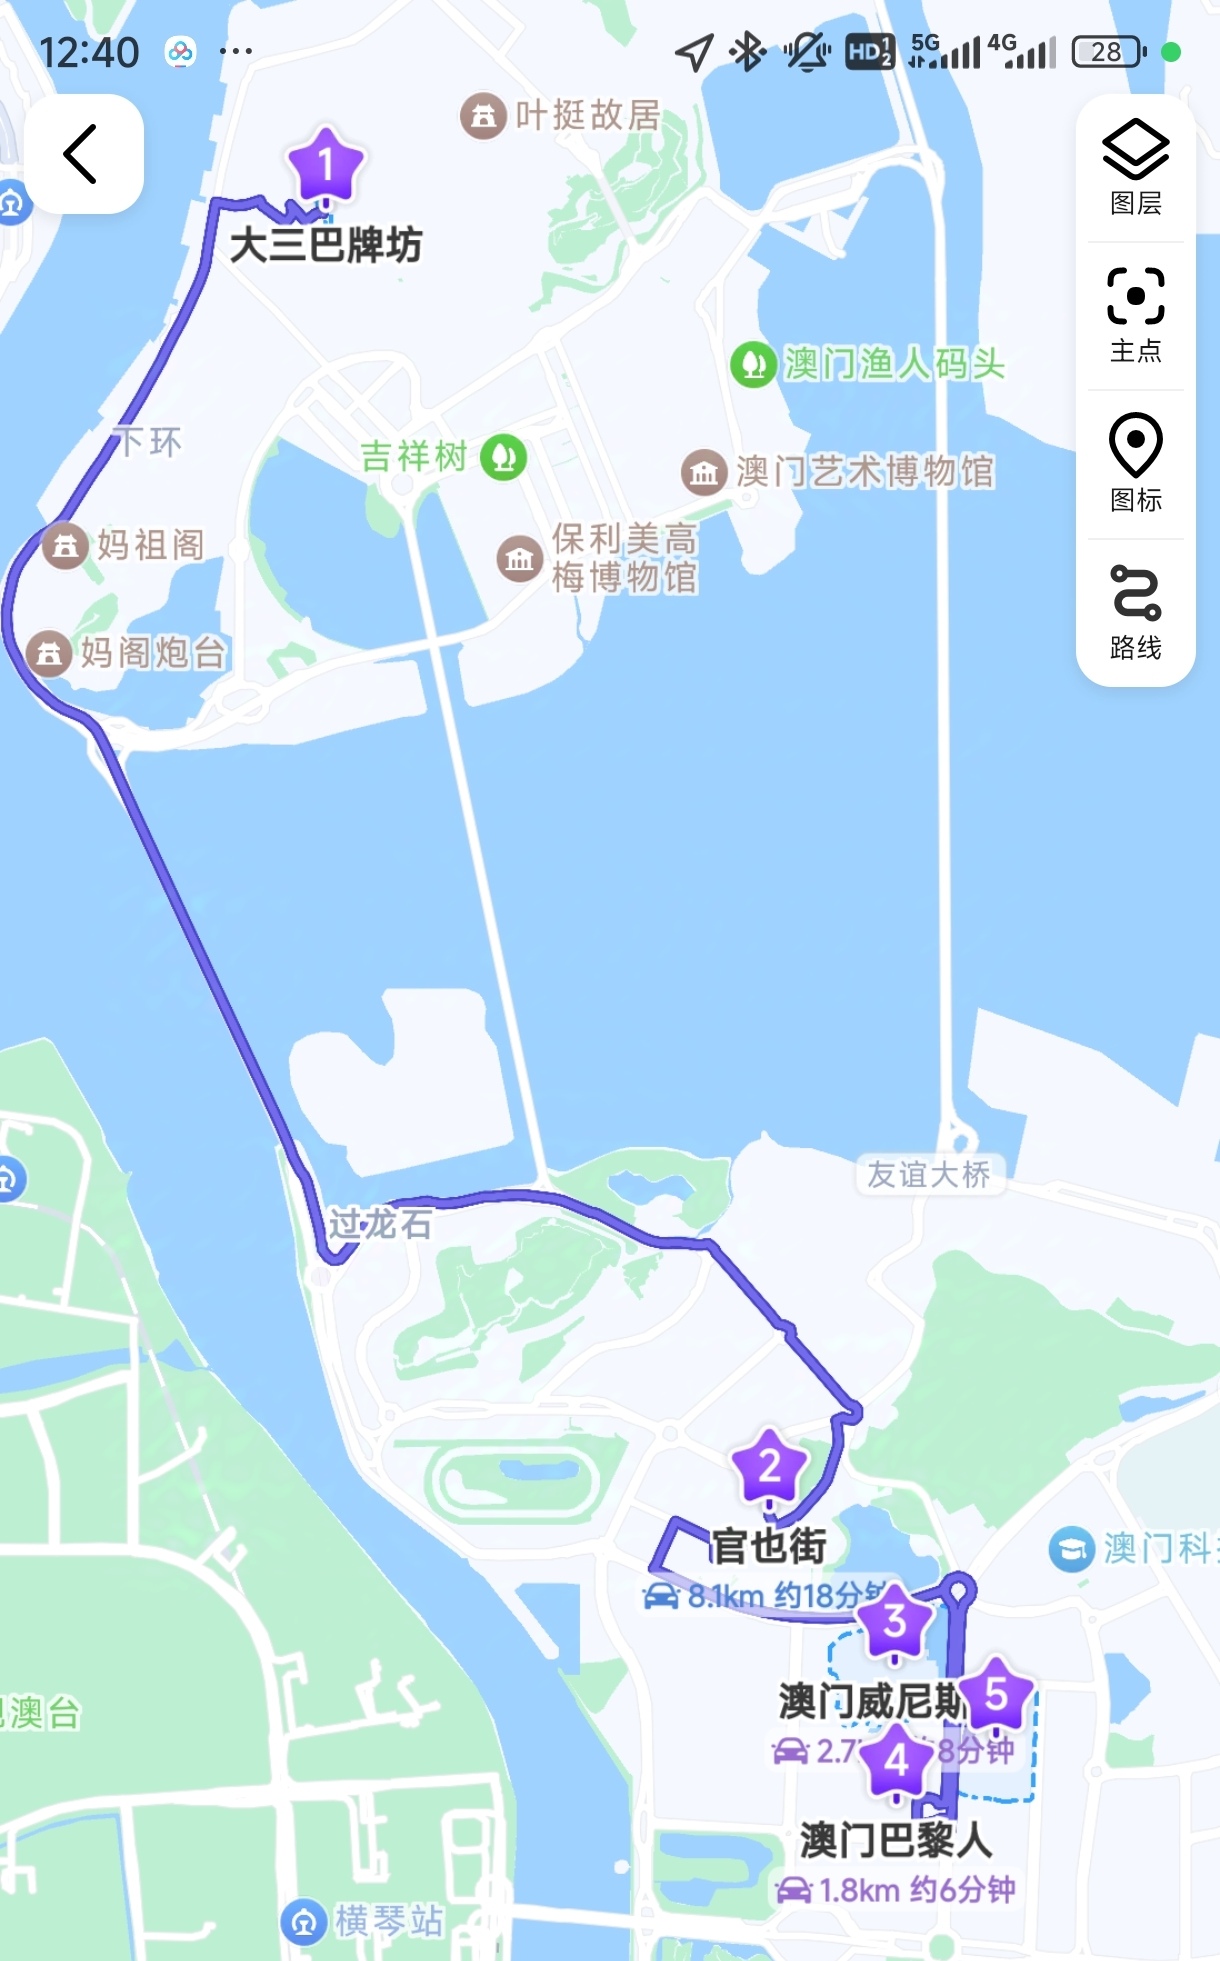 12:40
HD 1 2
5G
4G
28
叶挺故居
图层
1
大三巴牌坊
主点
澳门渔人码头
下环
吉祥树
澳门艺术博物馆
图标
妈祖阁
保利美高
梅博物馆
妈阁炮台
路线
友谊大桥
过龙石
2
官也街
澳门科
8.1km 约18分钟
3
澳门威尼斯
5
2.7
8分钟
4
澳台
澳门巴黎人
1.8km 约6分钟
横琴站